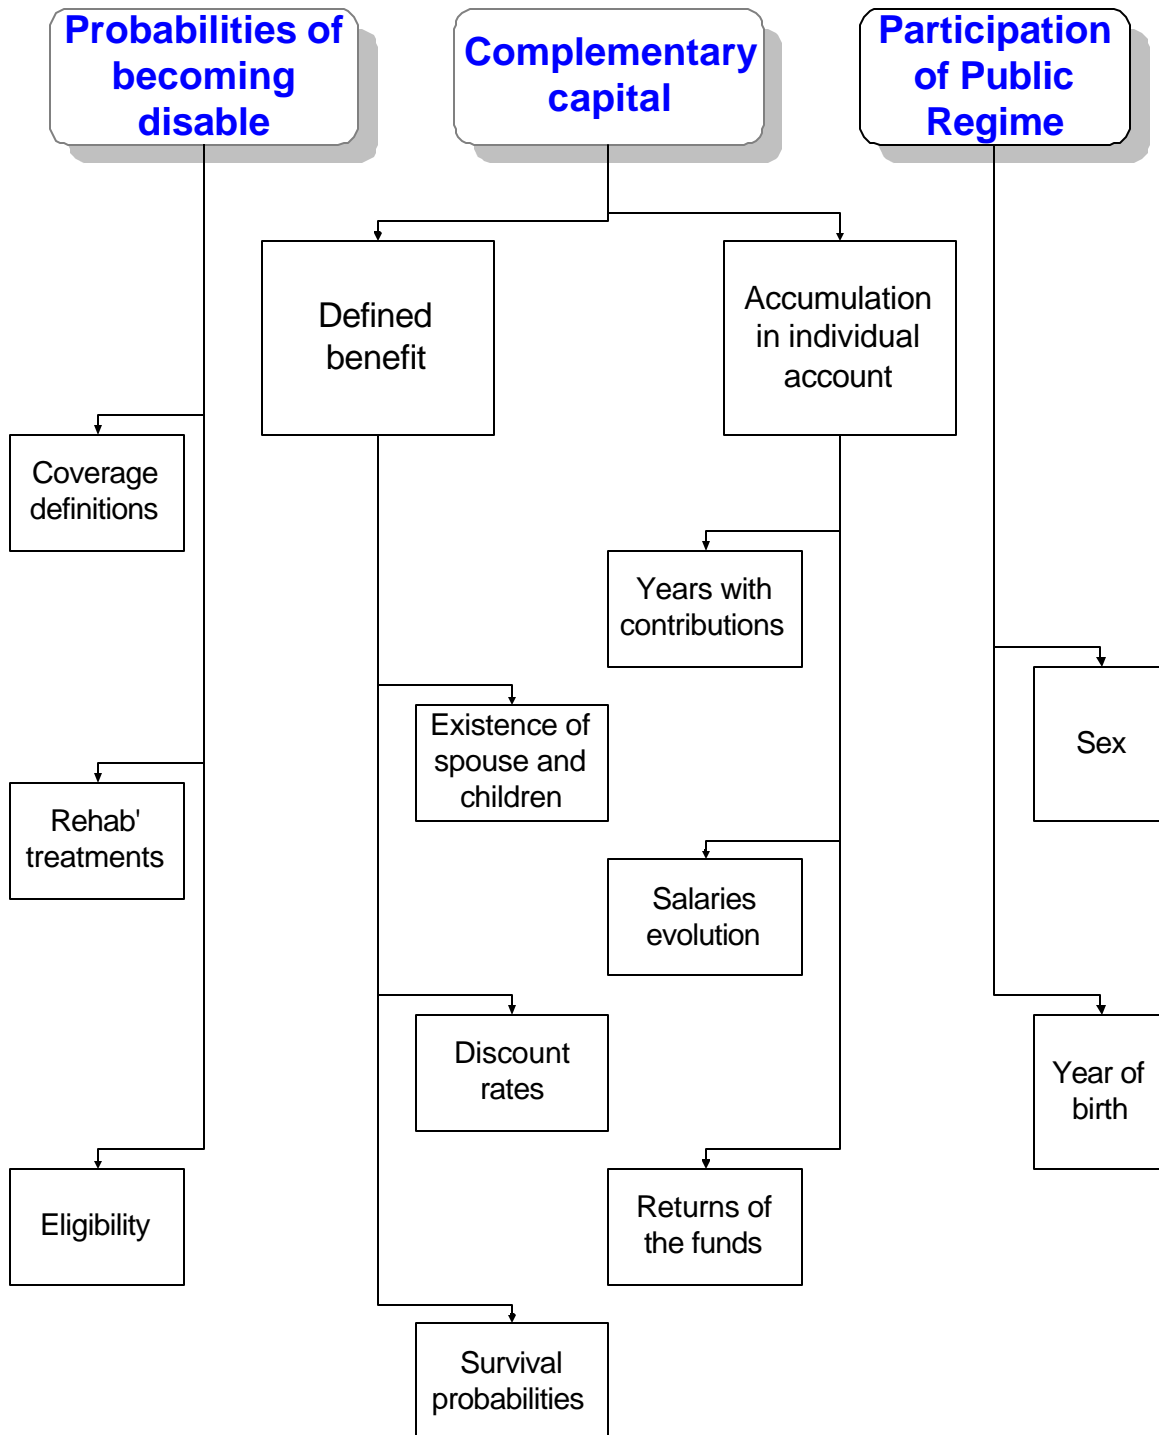 Probabilities of
becoming
disable
Complementary
capital
Participation
of Public
Regime
Defined
benefit
Accumulation
in individual
account
Coverage
definitions
Years with
contributions
Existence of
spouse and
children
Sex
Rehab'
treatments
Salaries
evolution
Discount
rates
Year of
birth
Eligibility
Returns of
the funds
Survival
probabilities